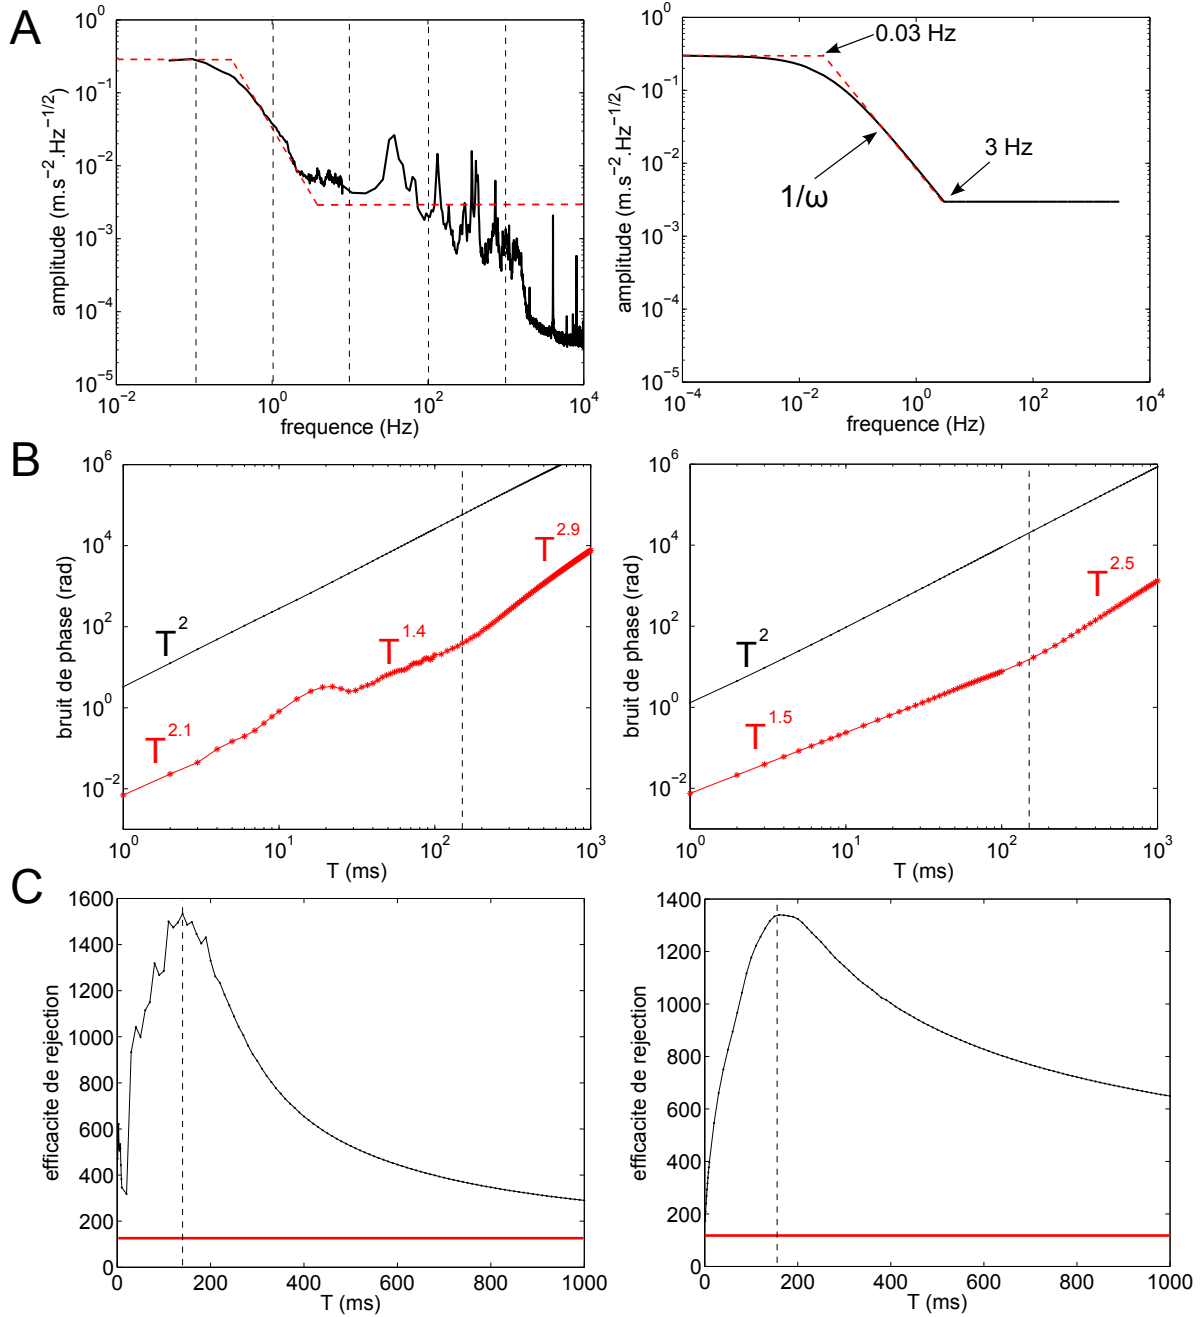 A
10^0
10^−1
10^−2
10^−3
10^−4
10^−5
amplitude (m.s^−2.Hz^−1/2)
10^−2
10^0
10^2
10^4
frequence (Hz)
10^0
10^−1
10^−2
10^−3
10^−4
10^−5
amplitude (m.s^−2.Hz^−1/2)
0.03 Hz
3 Hz
1/ω
10^−4
10^−2
10^0
10^2
10^4
frequence (Hz)
B
10^6
10^4
10^2
10^0
10^−2
bruit de phase (rad)
T^2.9
T^1.4
T^2
T^2.1
10^0
10^1
10^2
10^3
T (ms)
10^6
10^4
10^2
10^0
10^−2
bruit de phase (rad)
T^2.5
T^2
T^1.5
10^0
10^1
10^2
10^3
T (ms)
C
1600
1400
1200
1000
800
600
400
200
0
efficacite de rejection
0
200
400
600
800
1000
T (ms)
1400
1200
1000
800
600
400
200
0
efficacite de rejection
0
200
400
600
800
1000
T (ms)